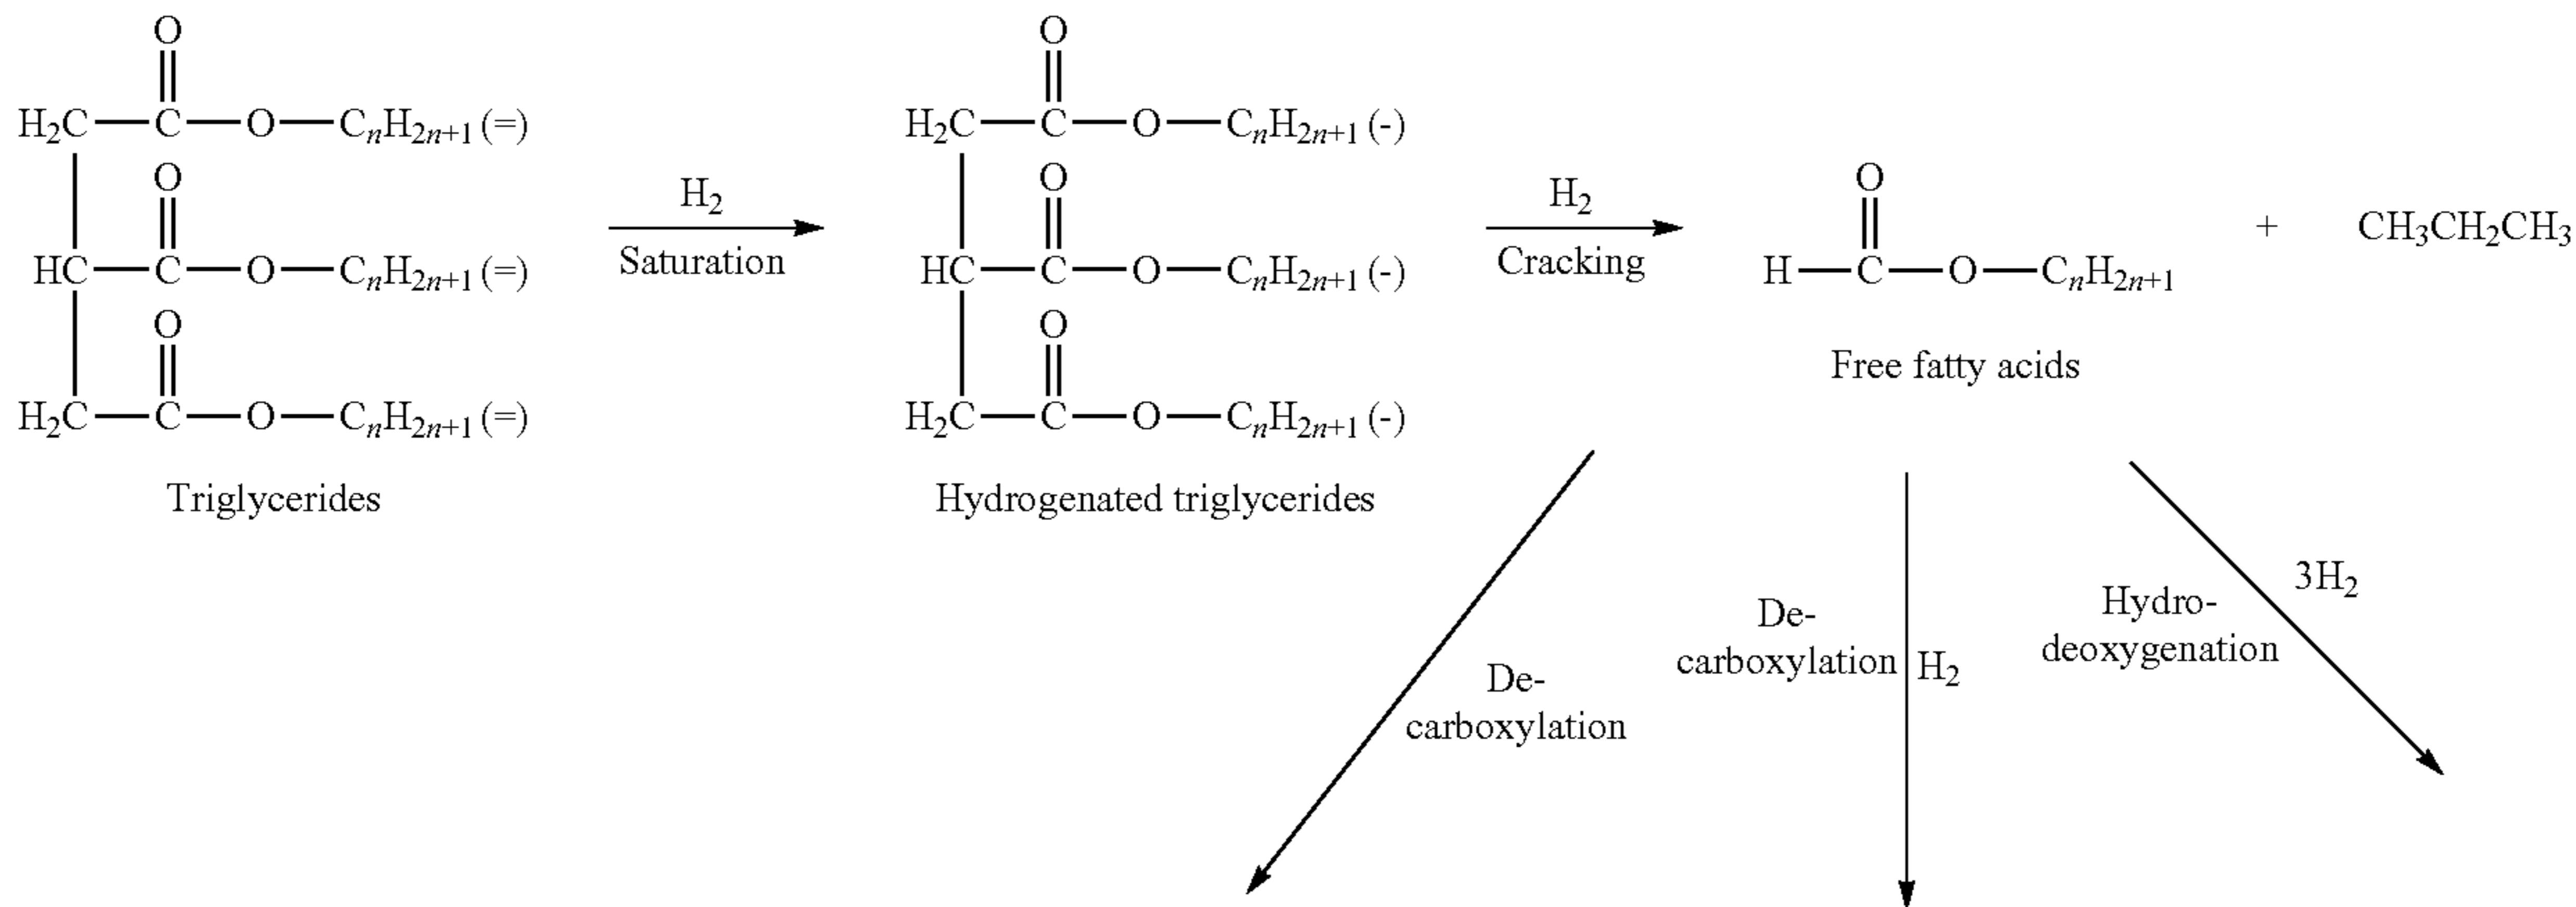 O O
H₂C—C—O—CₙH₂ₙ₊₁ (=) H₂C—C—O—CₙH₂ₙ₊₁ (-)
O O O
H₂ H₂
HC—C—O—CₙH₂ₙ₊₁ (=) Saturation HC—C—O—CₙH₂ₙ₊₁ (-) Cracking H—C—O—CₙH₂ₙ₊₁ + CH₃CH₂CH₃
O O
Free fatty acids
H₂C—C—O—CₙH₂ₙ₊₁ (=) H₂C—C—O—CₙH₂ₙ₊₁ (-)
Triglycerides Hydrogenated triglycerides
De-
carboxylation
De-
carboxylation H₂
Hydro-
deoxygenation
3H₂